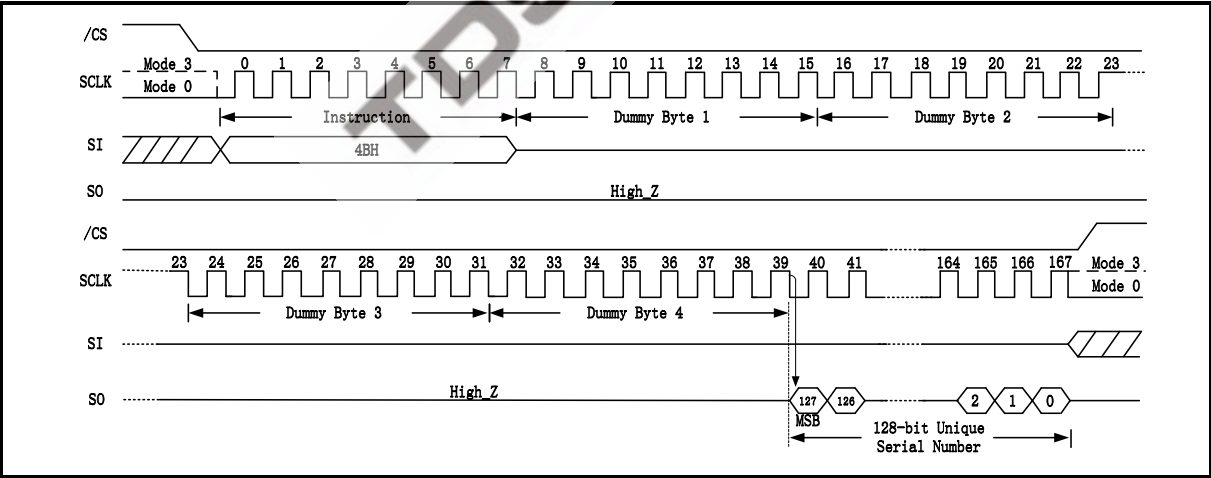 /CS
Mode 3 0 1 2 3 4 5 6 7 8 9 10 11 12 13 14 15 16 17 18 19 20 21 22 23
SCLK
Mode 0
Instruction Dummy Byte 1 Dummy Byte 2
SI
4BH
SO High_Z
/CS
23 24 25 26 27 28 29 30 31 32 33 34 35 36 37 38 39 40 41 164 165 166 167 Mode 3
SCLK
Mode 0
Dummy Byte 3 Dummy Byte 4
SI
SO High_Z
127 126 2 1 0
MSB
128-bit Unique
Serial Number